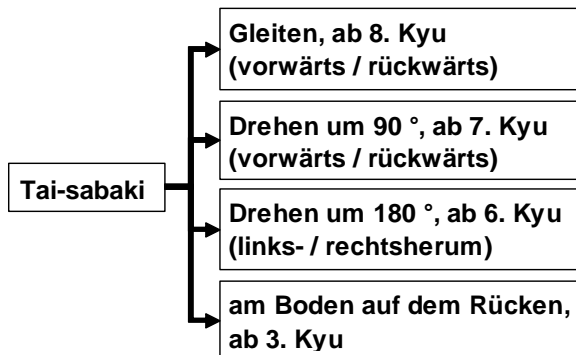 Tai-sabaki
Gleiten, ab 8. Kyu
(vorwärts / rückwärts)
Drehen um 90 °, ab 7. Kyu
(vorwärts / rückwärts)
Drehen um 180 °, ab 6. Kyu
(links- / rechtsherum)
am Boden auf dem Rücken,
ab 3. Kyu